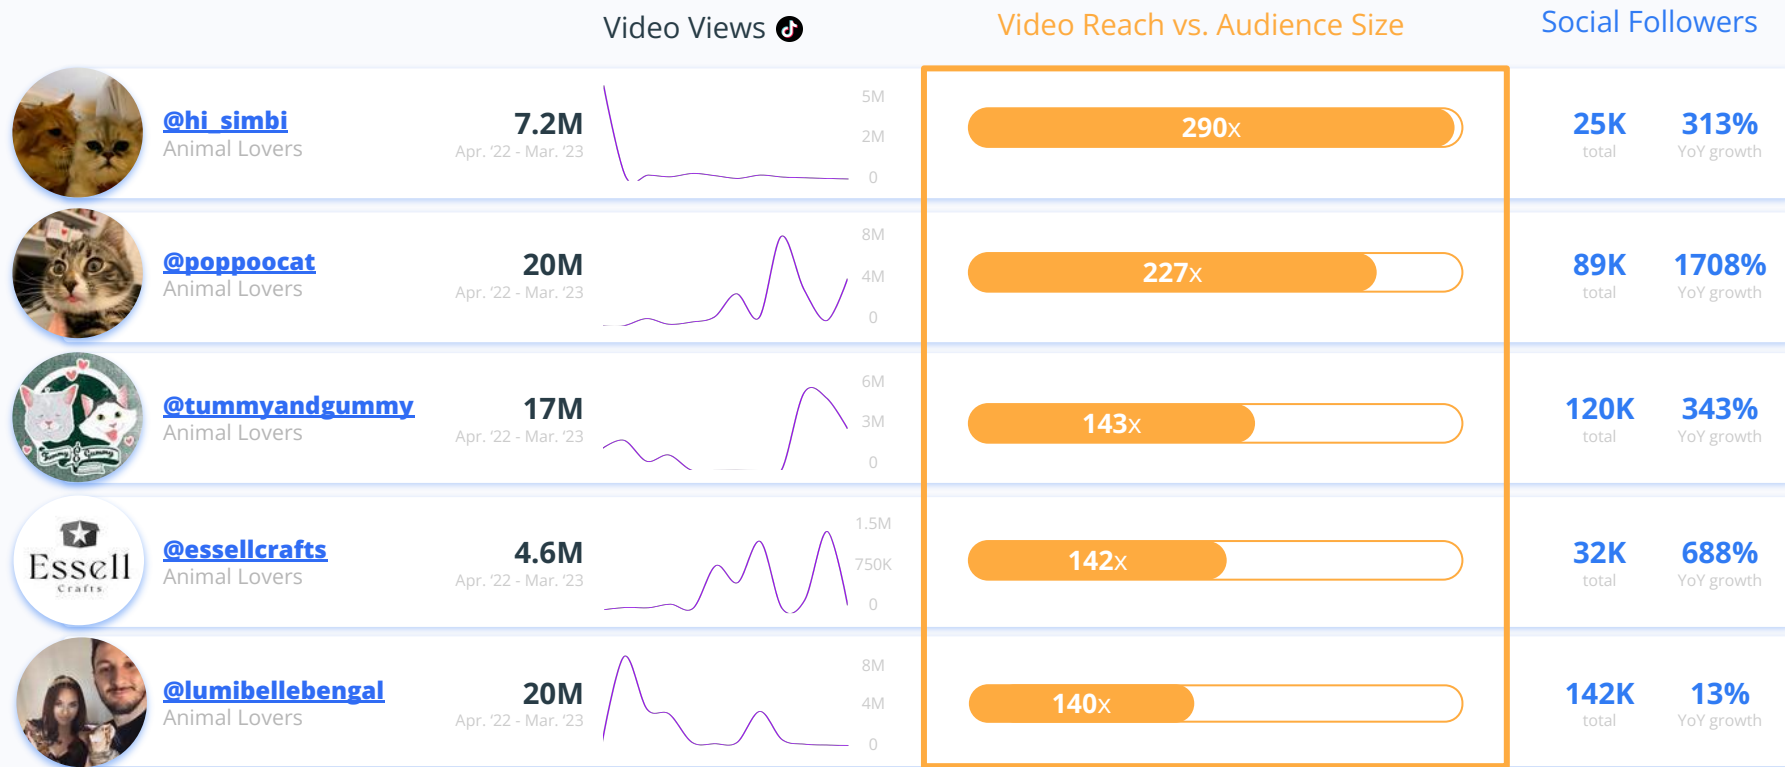 Video Views
Video Reach vs. Audience Size
Social Followers
@hi_simbi
Animal Lovers
7.2M
Apr. ‘22 - Mar. ‘23
5M
2M
0
290x
25K
total
313%
YoY growth
@poppoocat
Animal Lovers
20M
Apr. ‘22 - Mar. ‘23
8M
4M
0
227x
89K
total
1708%
YoY growth
Tummy & Gummy
@tummyandgummy
Animal Lovers
17M
Apr. ‘22 - Mar. ‘23
6M
3M
0
143x
120K
total
343%
YoY growth
Essell
Crafts
@essellcrafts
Animal Lovers
4.6M
Apr. ‘22 - Mar. ‘23
1.5M
750K
0
142x
32K
total
688%
YoY growth
@lumibellebengal
Animal Lovers
20M
Apr. ‘22 - Mar. ‘23
8M
4M
0
140x
142K
total
13%
YoY growth